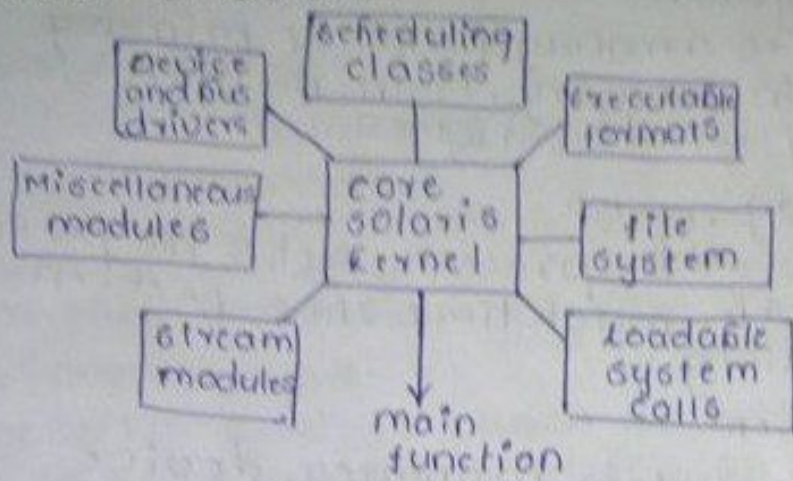 scheduling
classes
Device
and bus
drivers
executable
formats
Miscellaneous
modules
core
solaris
kernel
file
system
stream
modules
Loadable
system
calls
main
function